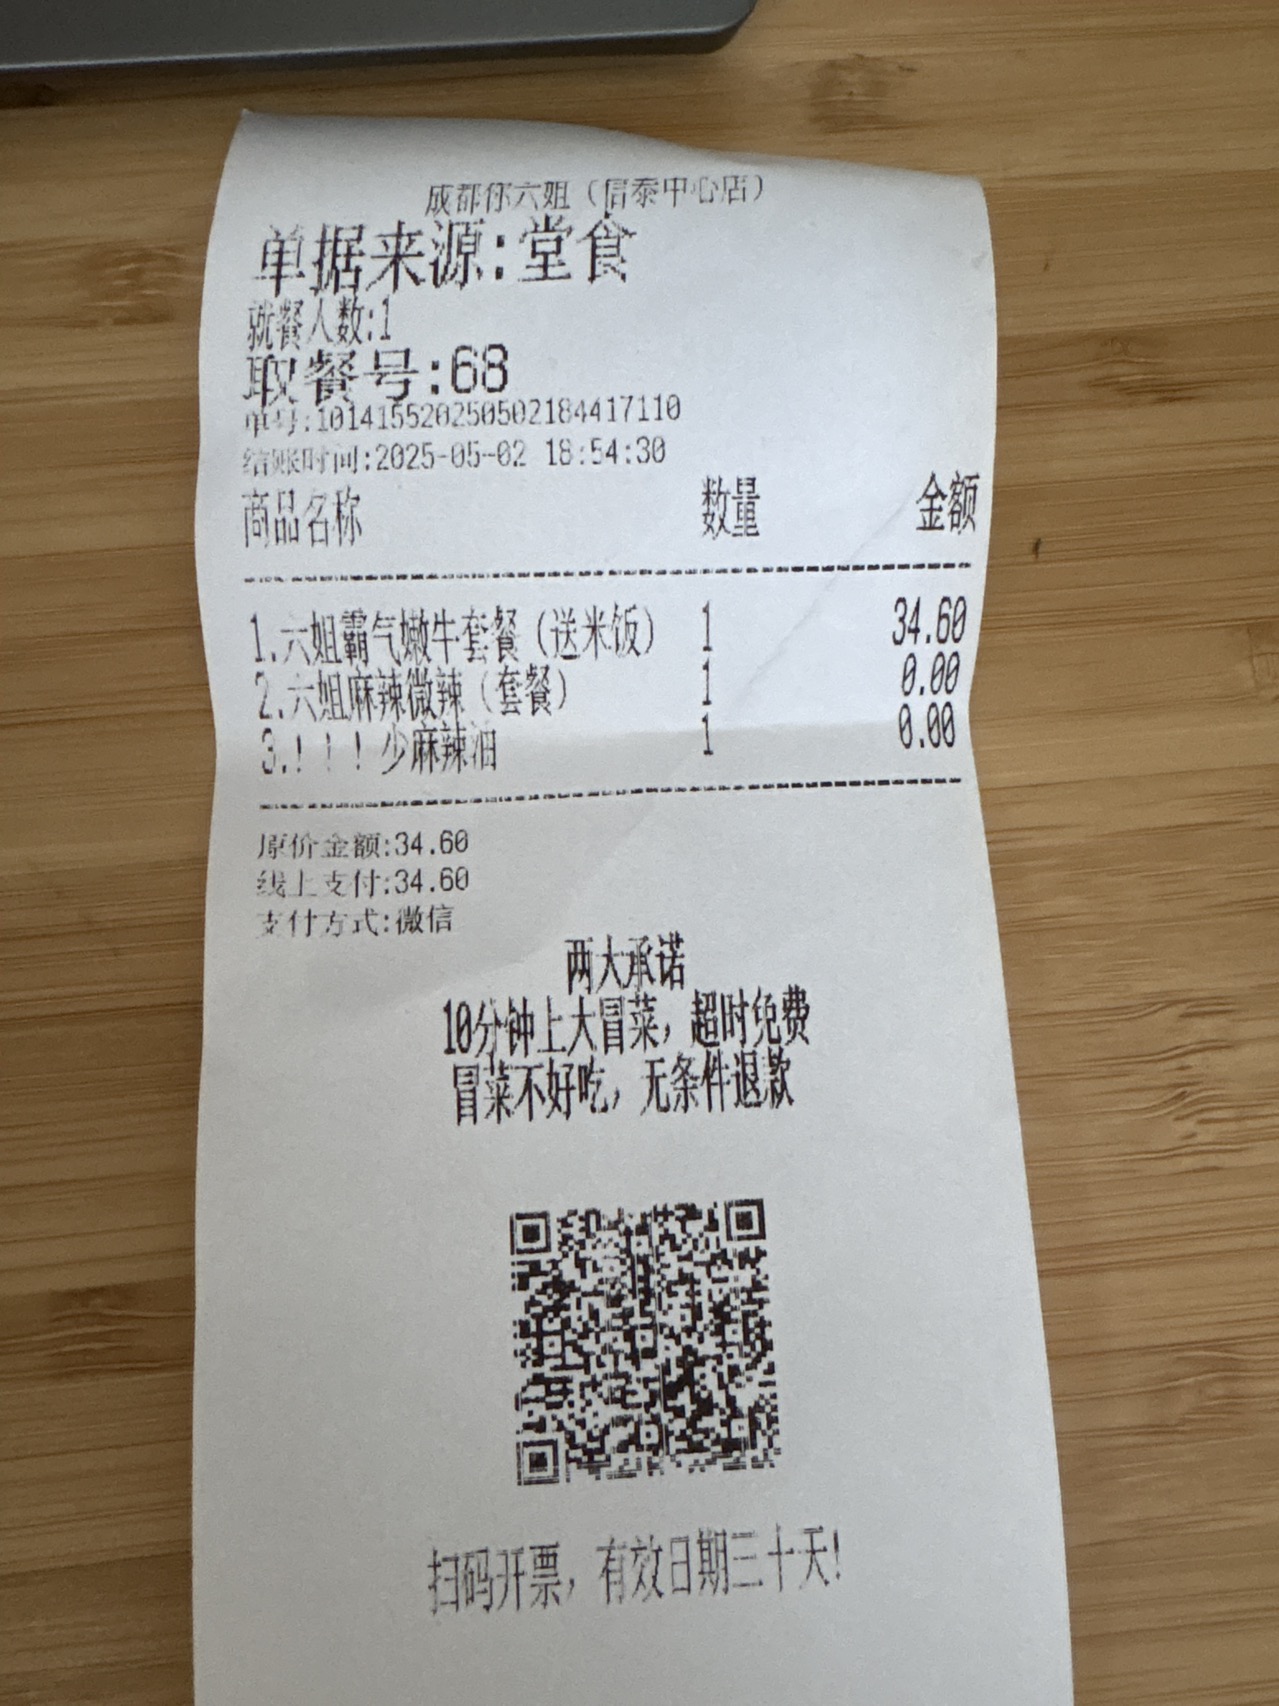 成都你六姐（信泰中心店）
单据来源:堂食
就餐人数:1
取餐号:68
单号:101415520250502184417110
结账时间:2025-05-02 18:54:30
商品名称 数量 金额
1.六姐霸气嫩牛套餐（送米饭） 1 34.60
2.六姐麻辣微辣（套餐） 1 0.00
3.！！！少麻辣油 1 0.00
原价金额:34.60
线上支付:34.60
支付方式:微信
两大承诺
10分钟上大冒菜，超时免费
冒菜不好吃，无条件退款
扫码开票，有效日期三十天!